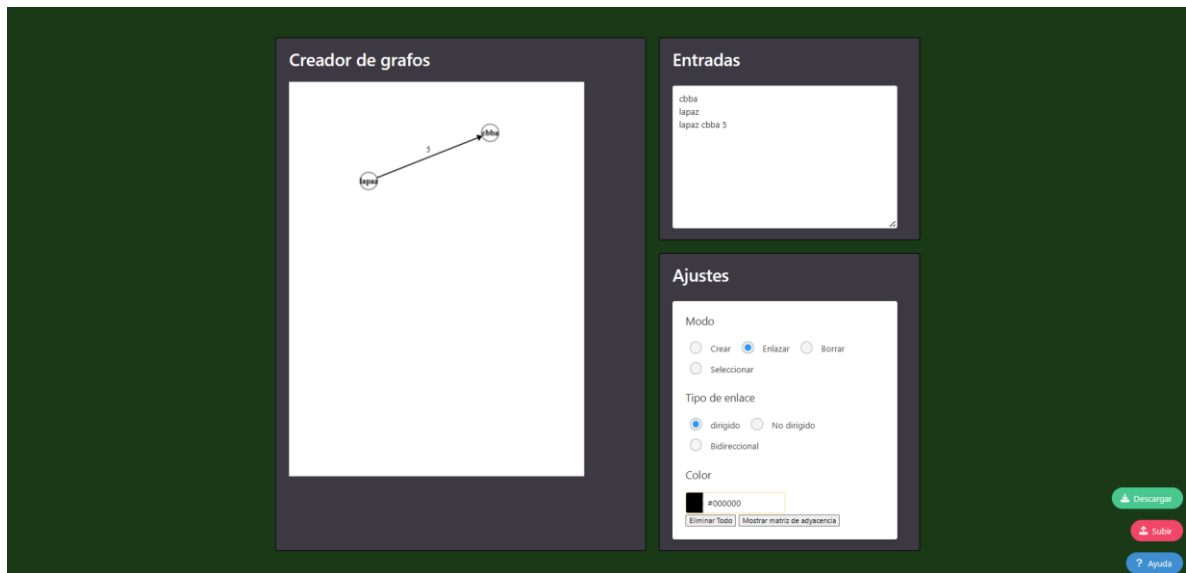 Creador de grafos
cbba
5
lapaz
Entradas
cbba
lapaz
lapaz cbba 5
Ajustes
Modo
Crear Enlazar Borrar
Seleccionar
Tipo de enlace
dirigido No dirigido
Bidireccional
Color
#000000
Eliminar Todo Mostrar matriz de adyacencia
Descargar
Subir
? Ayuda